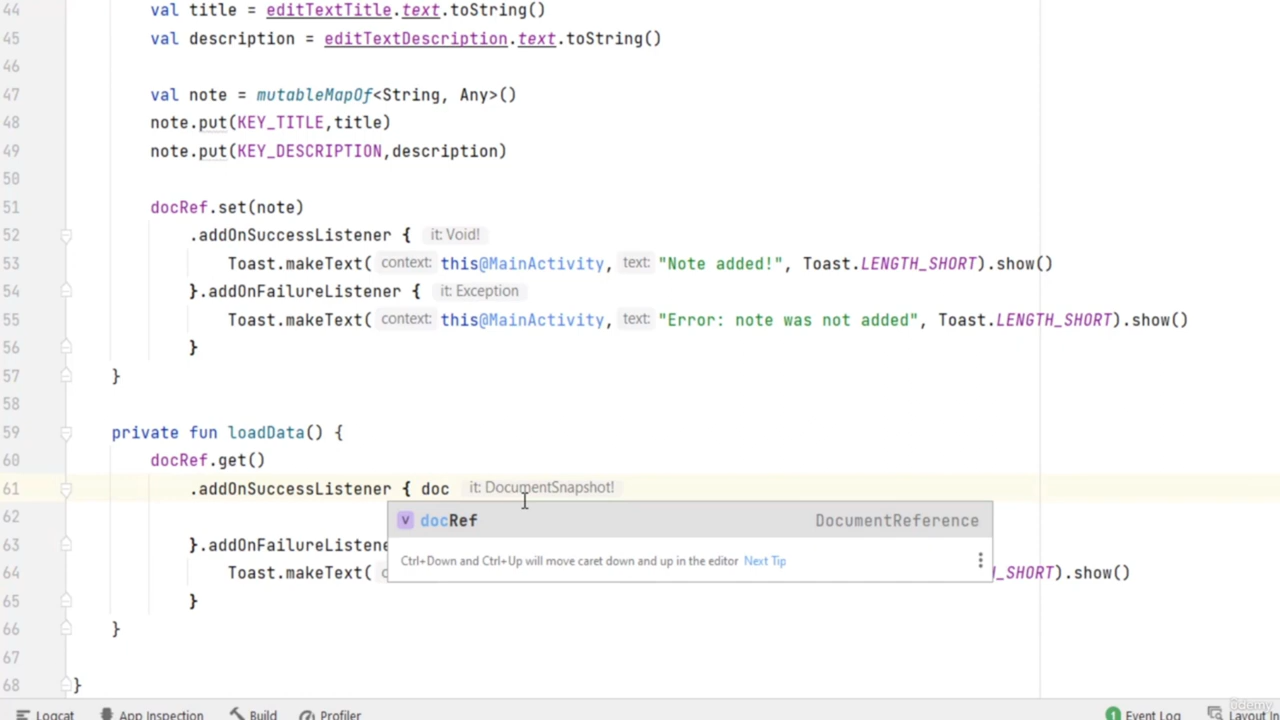 44 val title = editTextTitle.text.toString()
45 val description = editTextDescription.text.toString()
46
47 val note = mutableMapOf<String, Any>()
48 note.put(KEY_TITLE,title)
49 note.put(KEY_DESCRIPTION,description)
50
51 docRef.set(note)
52 .addOnSuccessListener { it: Void!
53 Toast.makeText( context: this@MainActivity, text: "Note added!", Toast.LENGTH_SHORT).show()
54 }.addOnFailureListener { it: Exception
55 Toast.makeText( context: this@MainActivity, text: "Error: note was not added", Toast.LENGTH_SHORT).show()
56 }
57 }
58
59 private fun loadData() {
60 docRef.get()
61 .addOnSuccessListener { doc it: DocumentSnapshot!
62 v docRef DocumentReference
63 }.addOnFailureListene
Ctrl+Down and Ctrl+Up will move caret down and up in the editor Next Tip
64 Toast.makeText( _SHORT).show()
65 }
66 }
67
68 }
Logcat App Inspection Build Profiler 1 Event Log Layout In
ûdemy